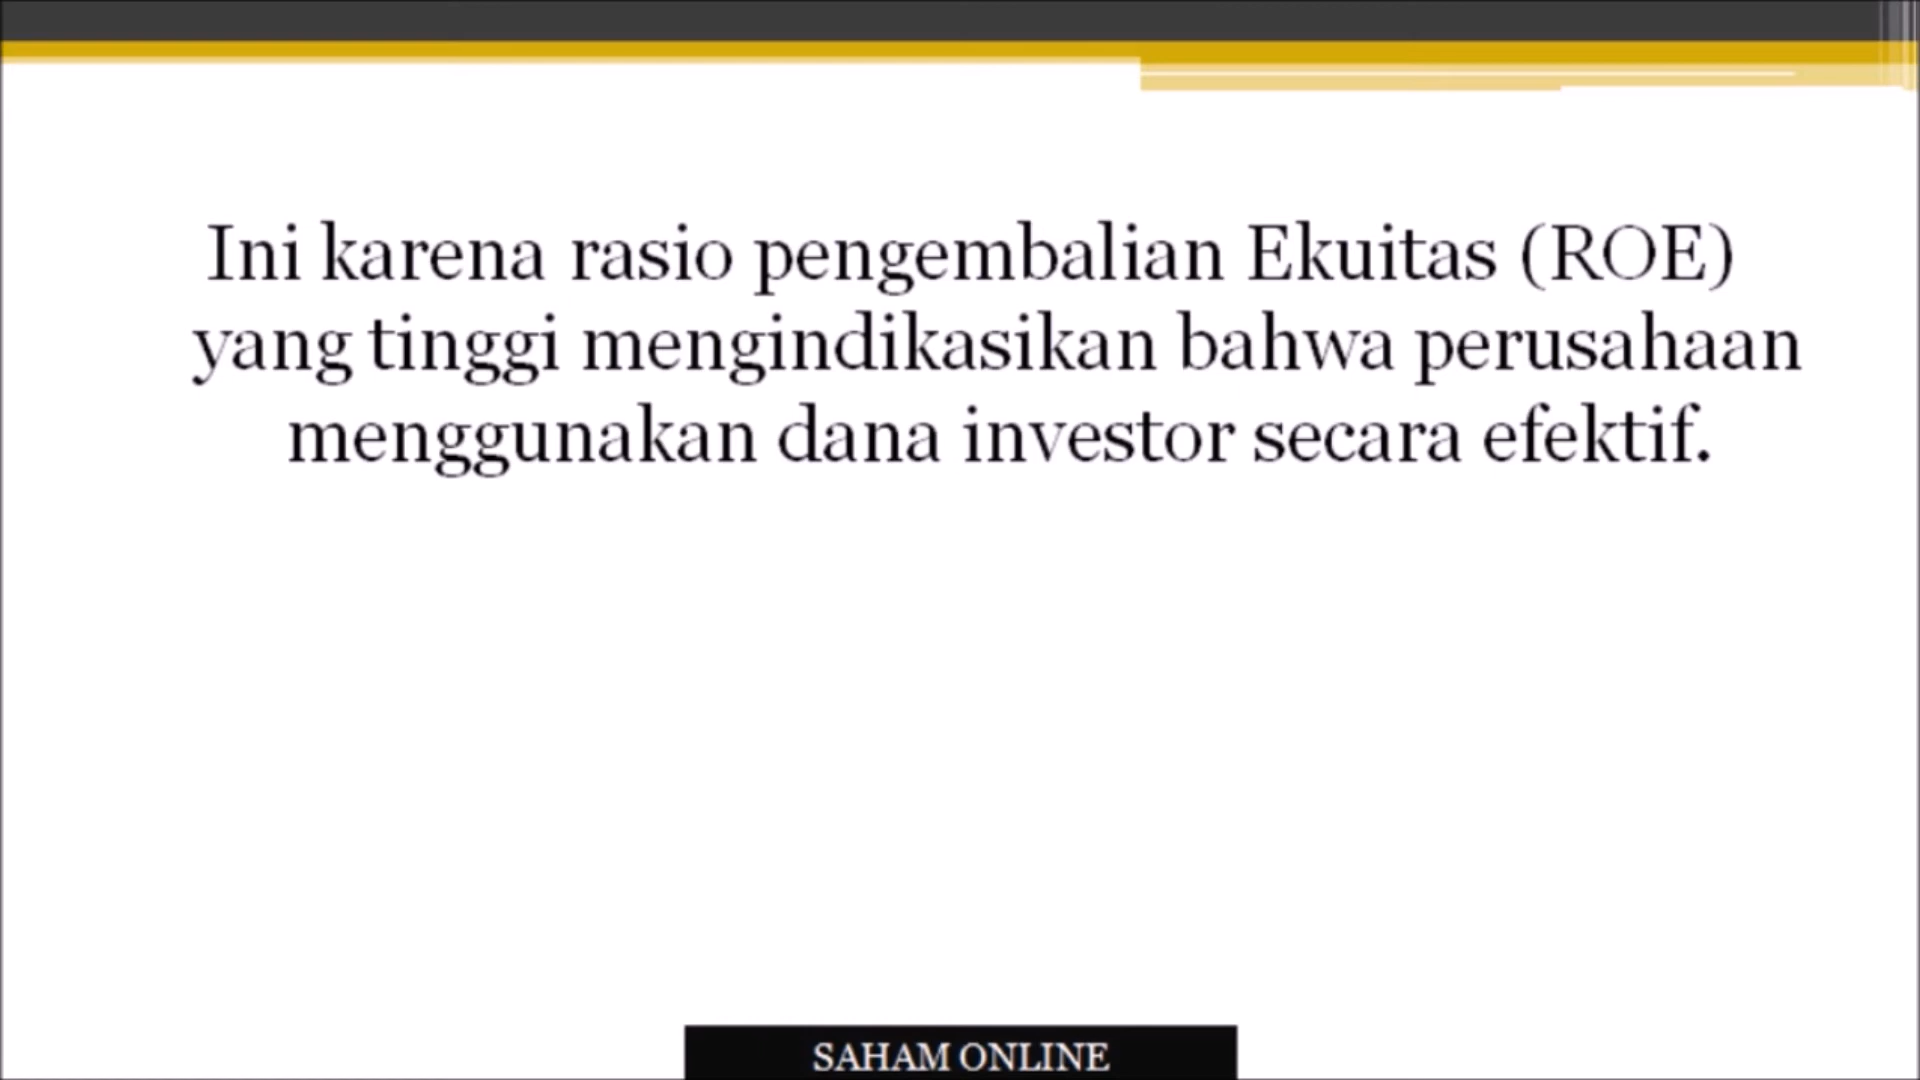 Ini karena rasio pengembalian Ekuitas (ROE)
yang tinggi mengindikasikan bahwa perusahaan
menggunakan dana investor secara efektif.
SAHAM ONLINE